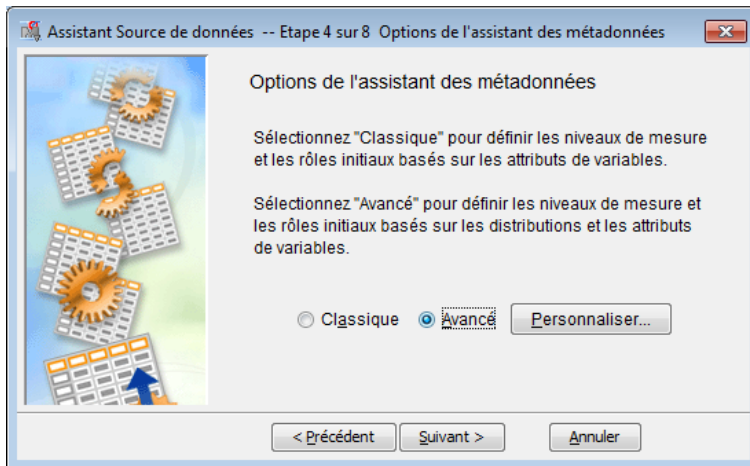 Assistant Source de données -- Etape 4 sur 8 Options de l'assistant des métadonnées
Options de l'assistant des métadonnées
Sélectionnez "Classique" pour définir les niveaux de mesure
et les rôles initiaux basés sur les attributs de variables.
Sélectionnez "Avancé" pour définir les niveaux de mesure et
les rôles initiaux basés sur les distributions et les attributs
de variables.
Classique Avancé Personnaliser...
< Précédent Suivant > Annuler